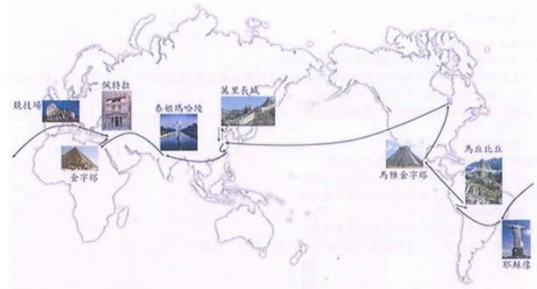 競技場
佩特拉
泰姬瑪哈陵
萬里長城
金字塔
馬雅金字塔
馬丘比丘
耶穌像